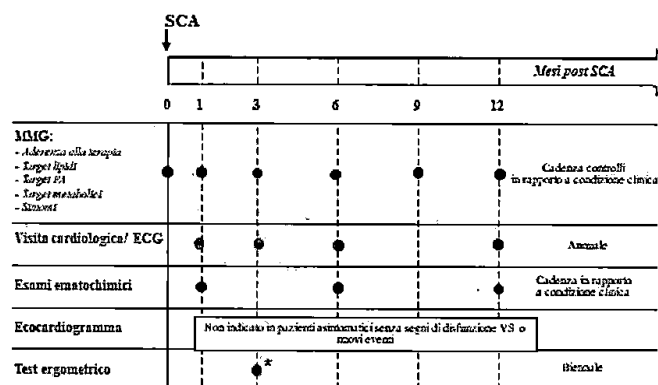 SCA
Mesi post SCA
0 1 3 6 9 12
MMG:
- Aderenza alla terapia
- Target lipidi
- Target PA
- Target metabolici
- Sintomi
Cadenza controlli
in rapporto a condizione clinica
Visita cardiologica/ ECG
Annuale
Esami ematochimici
Cadenza in rapporto
a condizione clinica
Ecocardiogramma
Non indicato in pazienti asintomatici senza segni di disfunzione VS o
nuovi eventi
Test ergometrico
*
Biennale